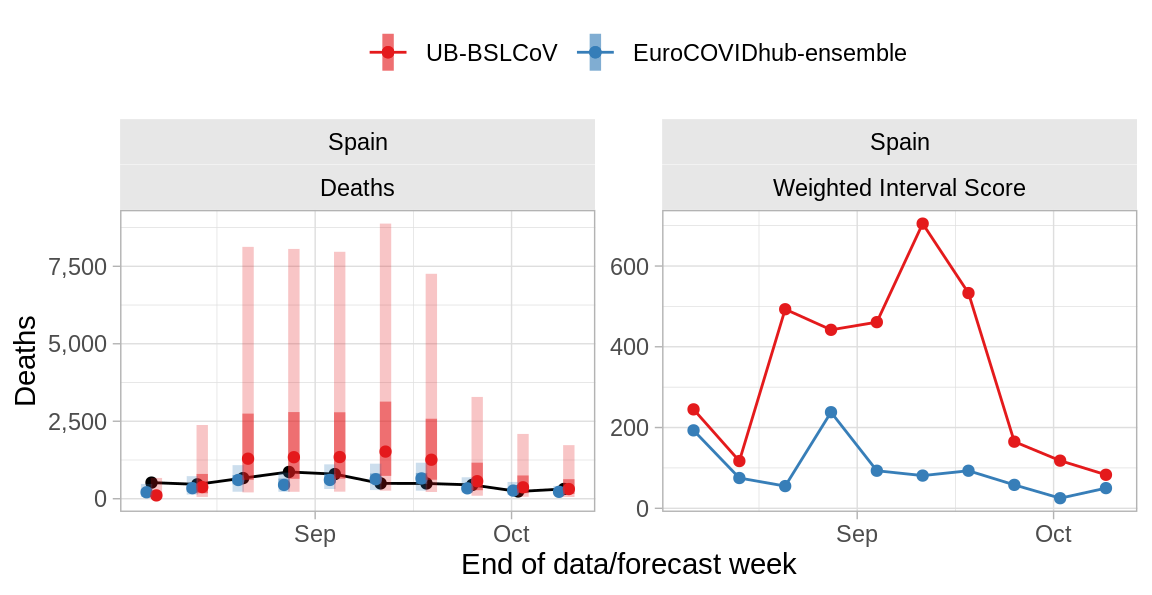 UB-BSLCoV EuroCOVIDhub-ensemble
Spain
Deaths
Deaths
7,500
5,000
2,500
0
Sep Oct
Spain
Weighted Interval Score
600
400
200
0
Sep Oct
End of data/forecast week